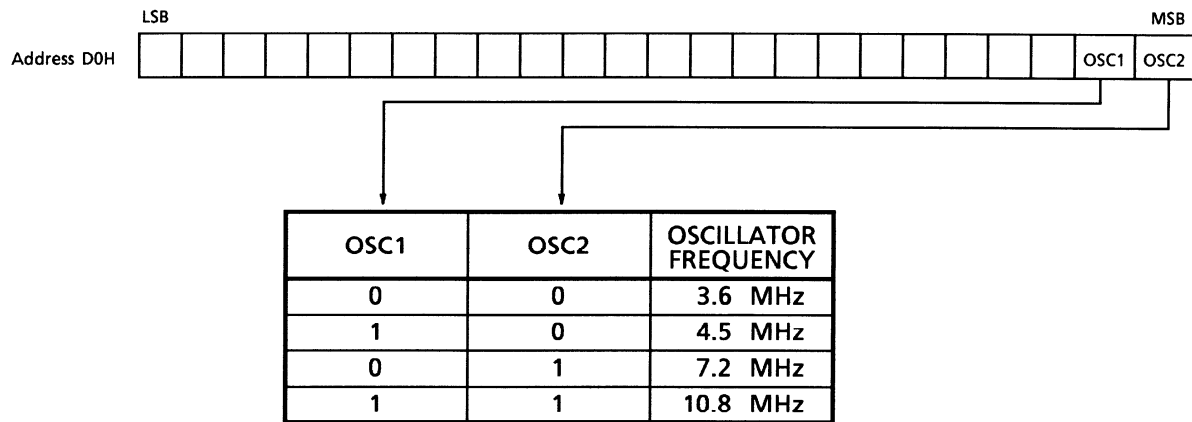 LSB MSB
Address D0H OSC1 OSC2
OSC1 OSC2 OSCILLATOR FREQUENCY
0 0 3.6 MHz
1 0 4.5 MHz
0 1 7.2 MHz
1 1 10.8 MHz